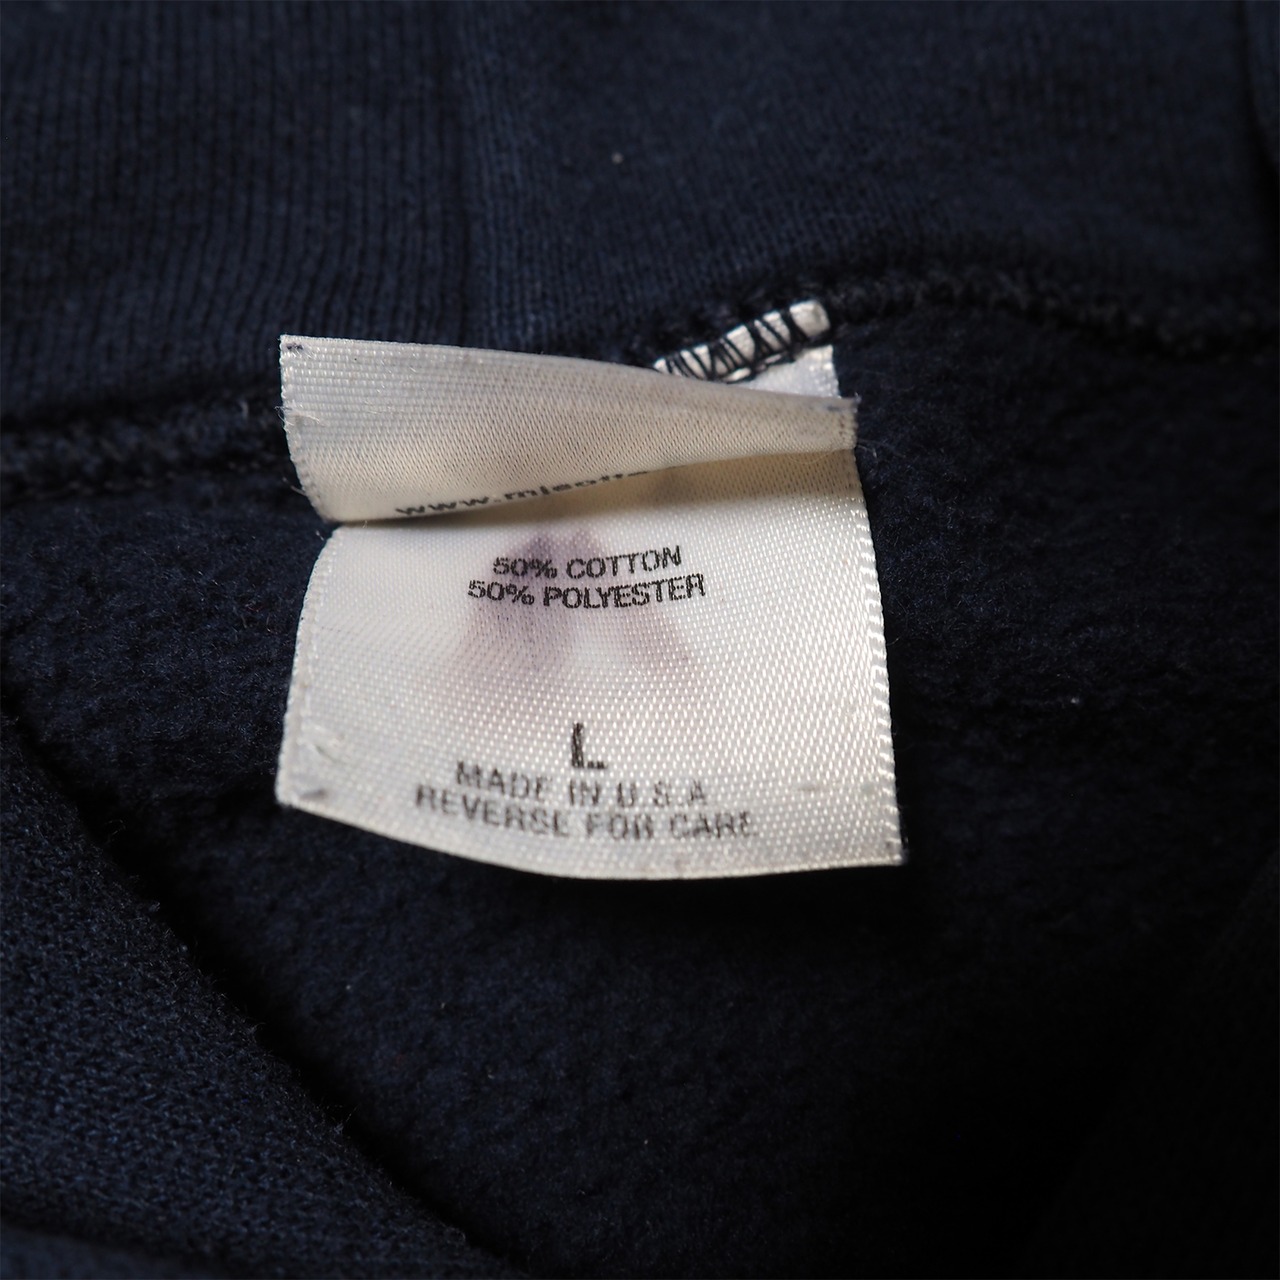 50% COTTON
50% POLYESTER
L
MADE IN U.S.A
REVERSE FOR CARE